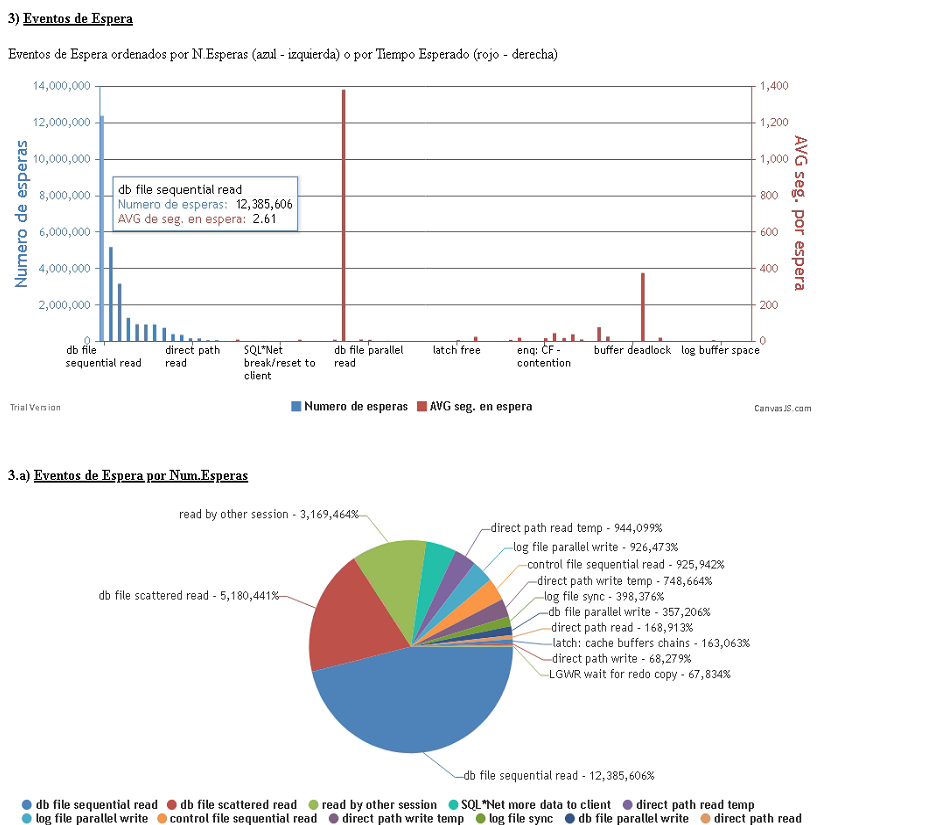 3) Eventos de Espera
Eventos de Espera ordenados por N.Esperas (azul - izquierda) o por Tiempo Esperado (rojo - derecha)
Numero de esperas
14,000,000
12,000,000
10,000,000
8,000,000
6,000,000
4,000,000
2,000,000
0
db file sequential read
Numero de esperas: 12,385,606
AVG de seg. en espera: 2.61
1,400
1,200
1,000
800
600
400
200
0
AVG seg. por espera
db file
sequential read
direct path
read
SQL*Net
break/reset to
client
db file parallel
read
latch free
enq: CF -
contention
buffer deadlock
log buffer space
Trial Version
Numero de esperas
AVG seg. en espera
CanvasJS.com
3.a) Eventos de Espera por Num.Esperas
read by other session - 3,169,464%
direct path read temp - 944,099%
log file parallel write - 926,473%
control file sequential read - 925,942%
direct path write temp - 748,664%
db file scattered read - 5,180,441%
log file sync - 398,376%
db file parallel write - 357,206%
direct path read - 168,913%
latch: cache buffers chains - 163,063%
direct path write - 68,279%
LGWR wait for redo copy - 67,834%
db file sequential read - 12,385,606%
db file sequential read db file scattered read read by other session SQL*Net more data to client direct path read temp
log file parallel write control file sequential read direct path write temp log file sync db file parallel write direct path read